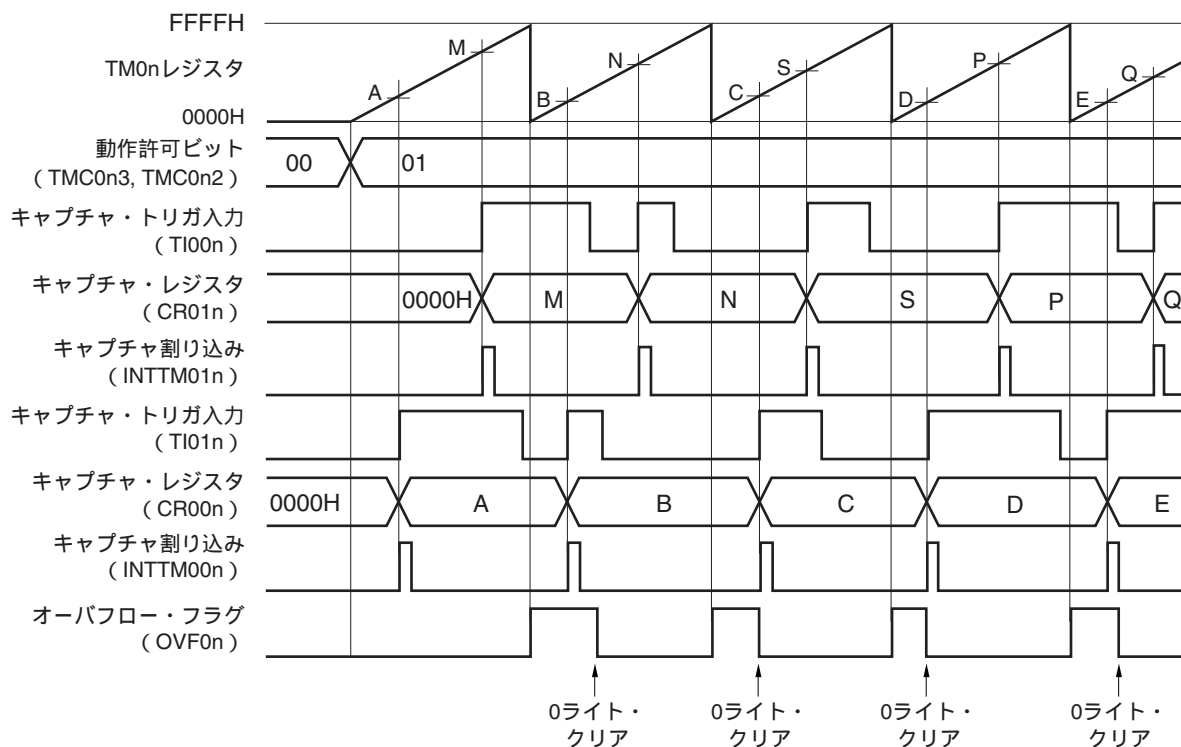 FFFFH
TM0nレジスタ
0000H
A M B N C S D P E Q
動作許可ビット
（TMC0n3, TMC0n2）
00 01
キャプチャ・トリガ入力
（TI00n）
キャプチャ・レジスタ
（CR01n）
0000H M N S P Q
キャプチャ割り込み
（INTTM01n）
キャプチャ・トリガ入力
（TI01n）
キャプチャ・レジスタ
（CR00n）
0000H A B C D E
キャプチャ割り込み
（INTTM00n）
オーバフロー・フラグ
（OVF0n）
0ライト・ 0ライト・ 0ライト・ 0ライト・
クリア クリア クリア クリア